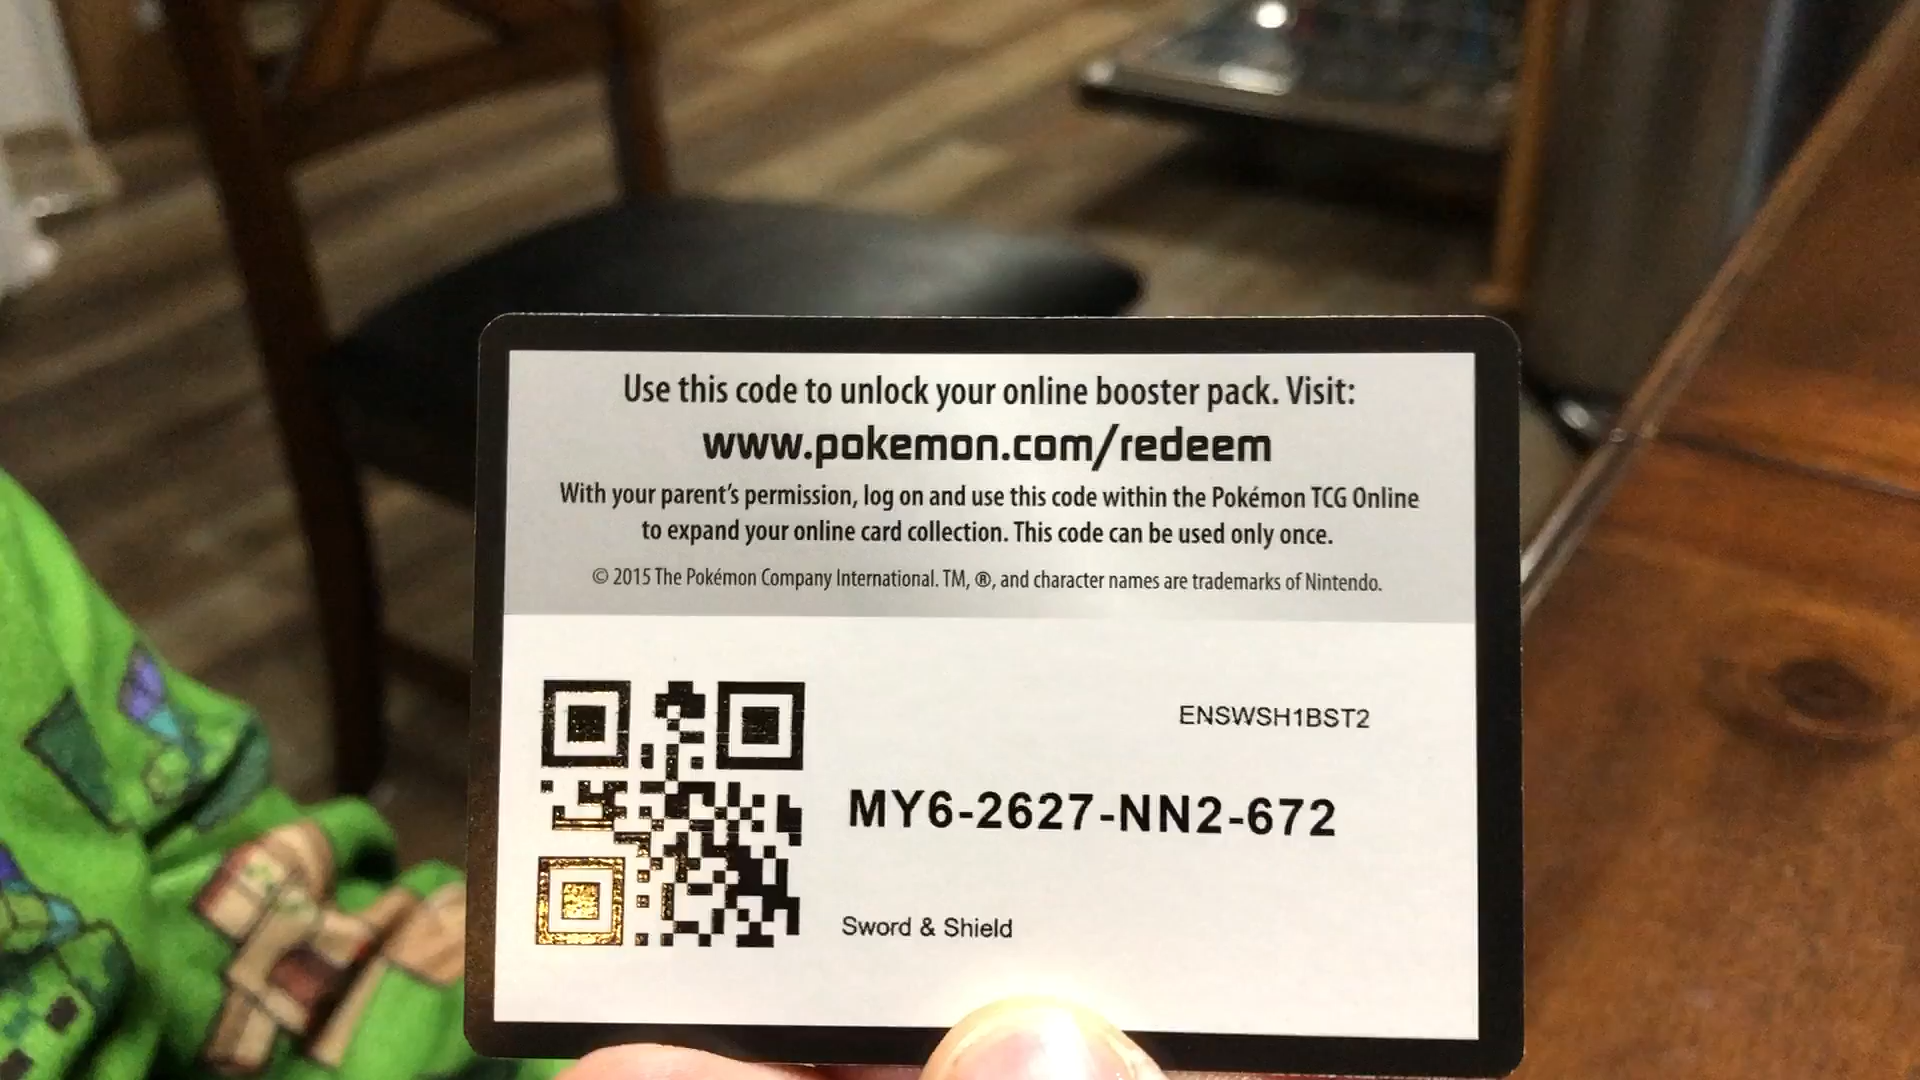 Use this code to unlock your online booster pack. Visit:
www.pokemon.com/redeem
With your parent's permission, log on and use this code within the Pokémon TCG Online
to expand your online card collection. This code can be used only once.
© 2015 The Pokémon Company International. TM, ®, and character names are trademarks of Nintendo.
ENSWSH1BST2
MY6-2627-NN2-672
Sword & Shield